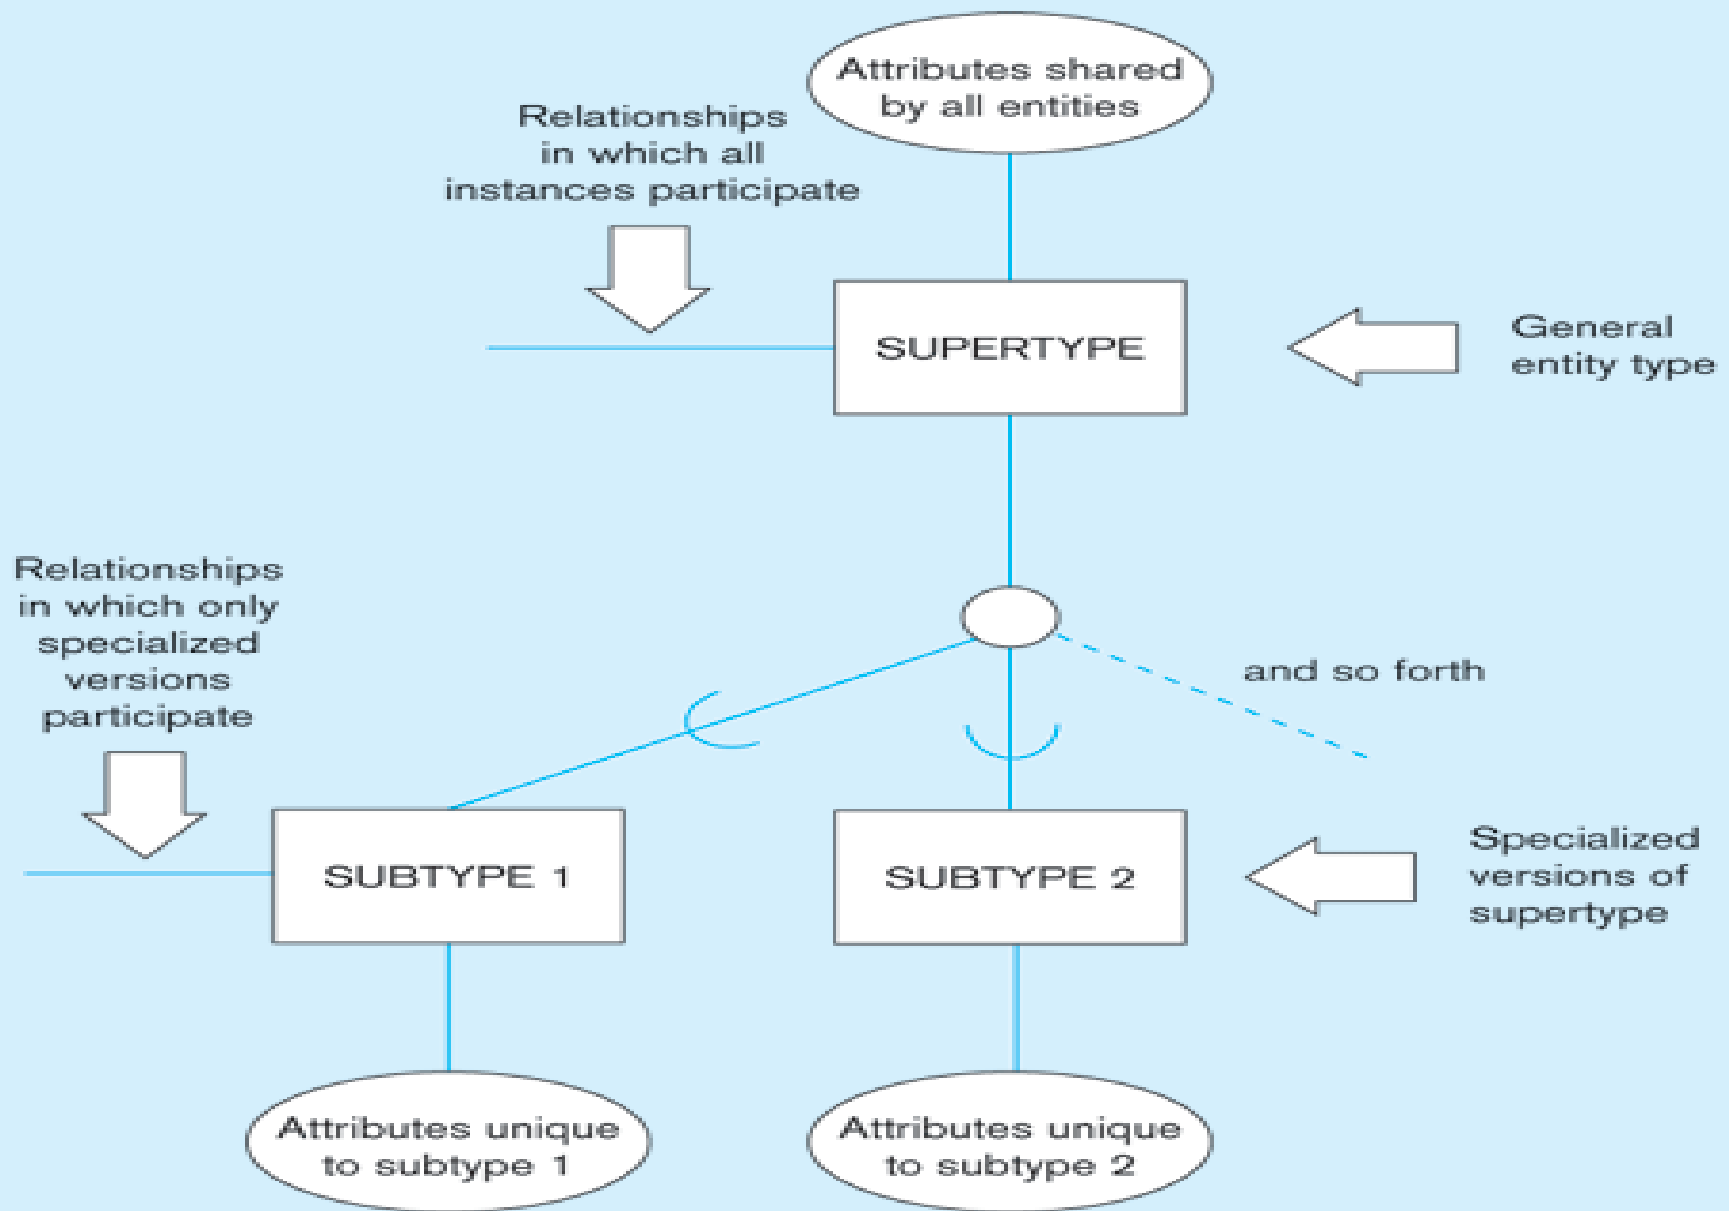 Attributes shared
by all entities
Relationships
in which all
instances participate
SUPERTYPE
General
entity type
Relationships
in which only
specialized
versions
participate
and so forth
SUBTYPE 1
SUBTYPE 2
Specialized
versions of
supertype
Attributes unique
to subtype 1
Attributes unique
to subtype 2